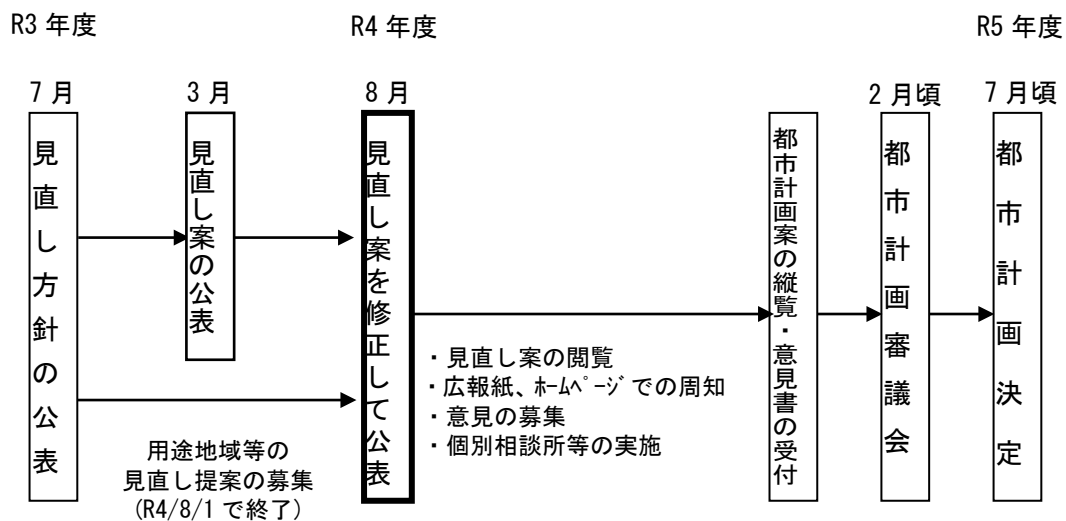 R3 年度
R4 年度
R5 年度
7 月
3 月
8 月
2 月頃
7 月頃
見直し方針の公表
見直し案の公表
見直し案を修正して公表
都市計画案の縦覧・意見書の受付
都市計画審議会
都市計画決定
・見直し案の閲覧
・広報紙、ﾎｰﾑﾍﾟｰｼﾞでの周知
・意見の募集
・個別相談所等の実施
用途地域等の
見直し提案の募集
(R4/8/1 で終了)